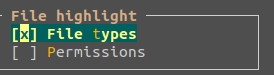 File highlight
[x] File types
[ ] Permissions